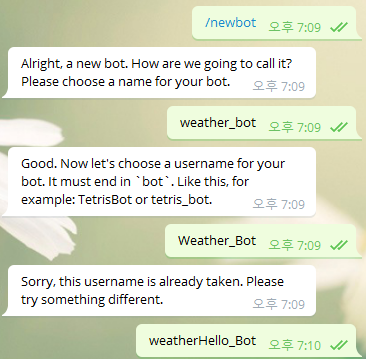 /newbot 오후 7:09
Alright, a new bot. How are we going to call it?
Please choose a name for your bot. 오후 7:09
weather_bot 오후 7:09
Good. Now let's choose a username for your
bot. It must end in `bot`. Like this, for
example: TetrisBot or tetris_bot. 오후 7:09
Weather_Bot 오후 7:09
Sorry, this username is already taken. Please
try something different. 오후 7:09
weatherHello_Bot 오후 7:10